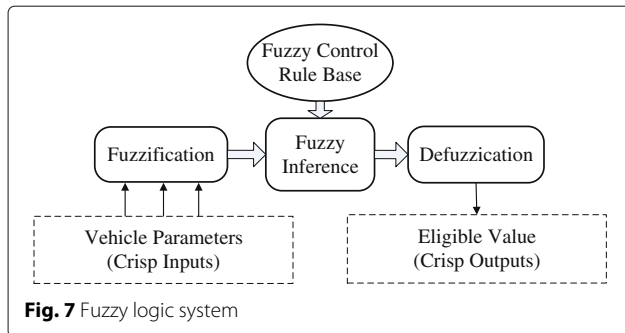 Fuzzy Control
Rule Base
Fuzzification
Fuzzy
Inference
Defuzzication
Vehicle Parameters
(Crisp Inputs)
Eligible Value
(Crisp Outputs)
Fig. 7 Fuzzy logic system